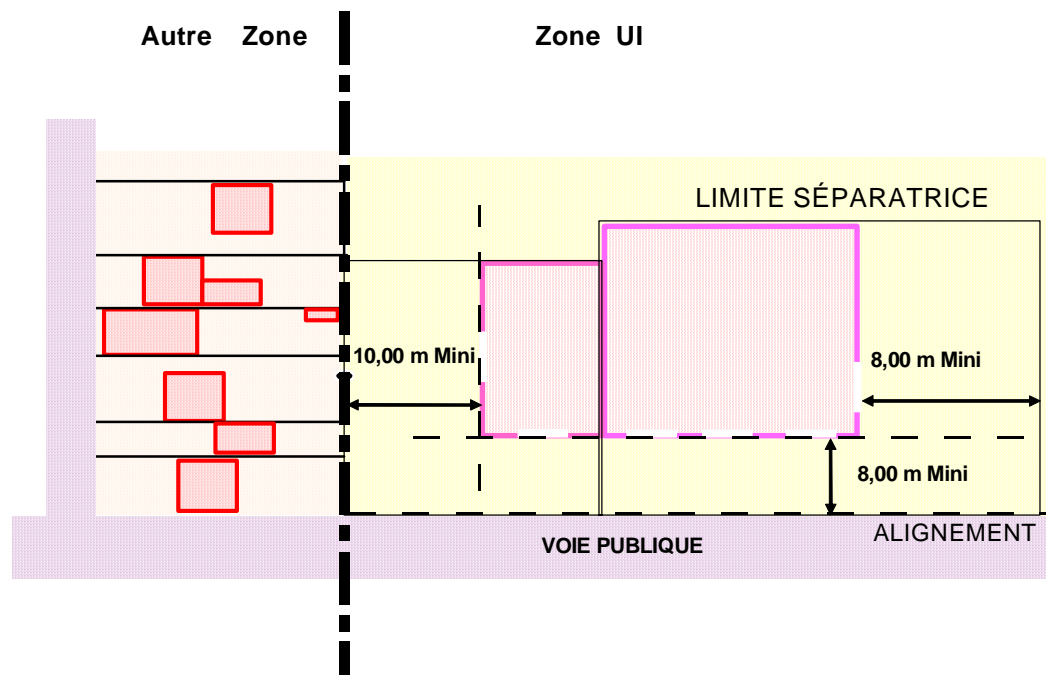 Autre Zone
Zone UI
LIMITE SÉPARATRICE
10,00 m Mini
8,00 m Mini
8,00 m Mini
ALIGNEMENT
VOIE PUBLIQUE